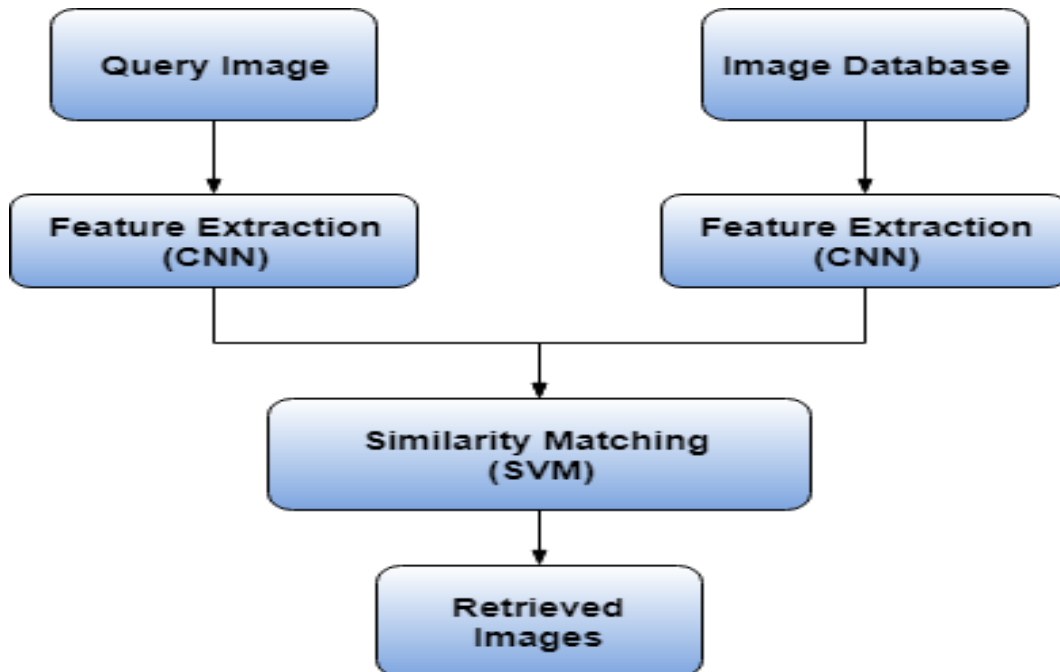 Query Image
Image Database
Feature Extraction
(CNN)
Feature Extraction
(CNN)
Similarity Matching
(SVM)
Retrieved
Images